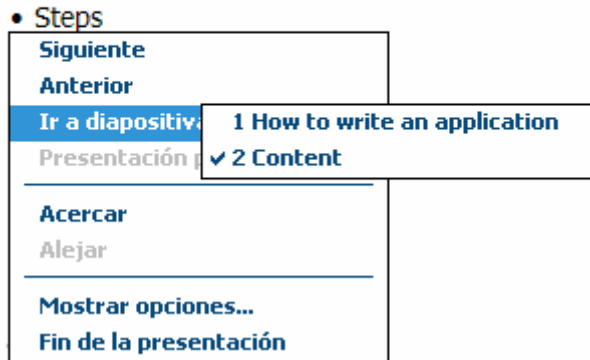 • Steps
Siguiente
Anterior
Ir a diapositiva
1 How to write an application
Presentación
✓ 2 Content
Acercar
Alejar
Mostrar opciones...
Fin de la presentación